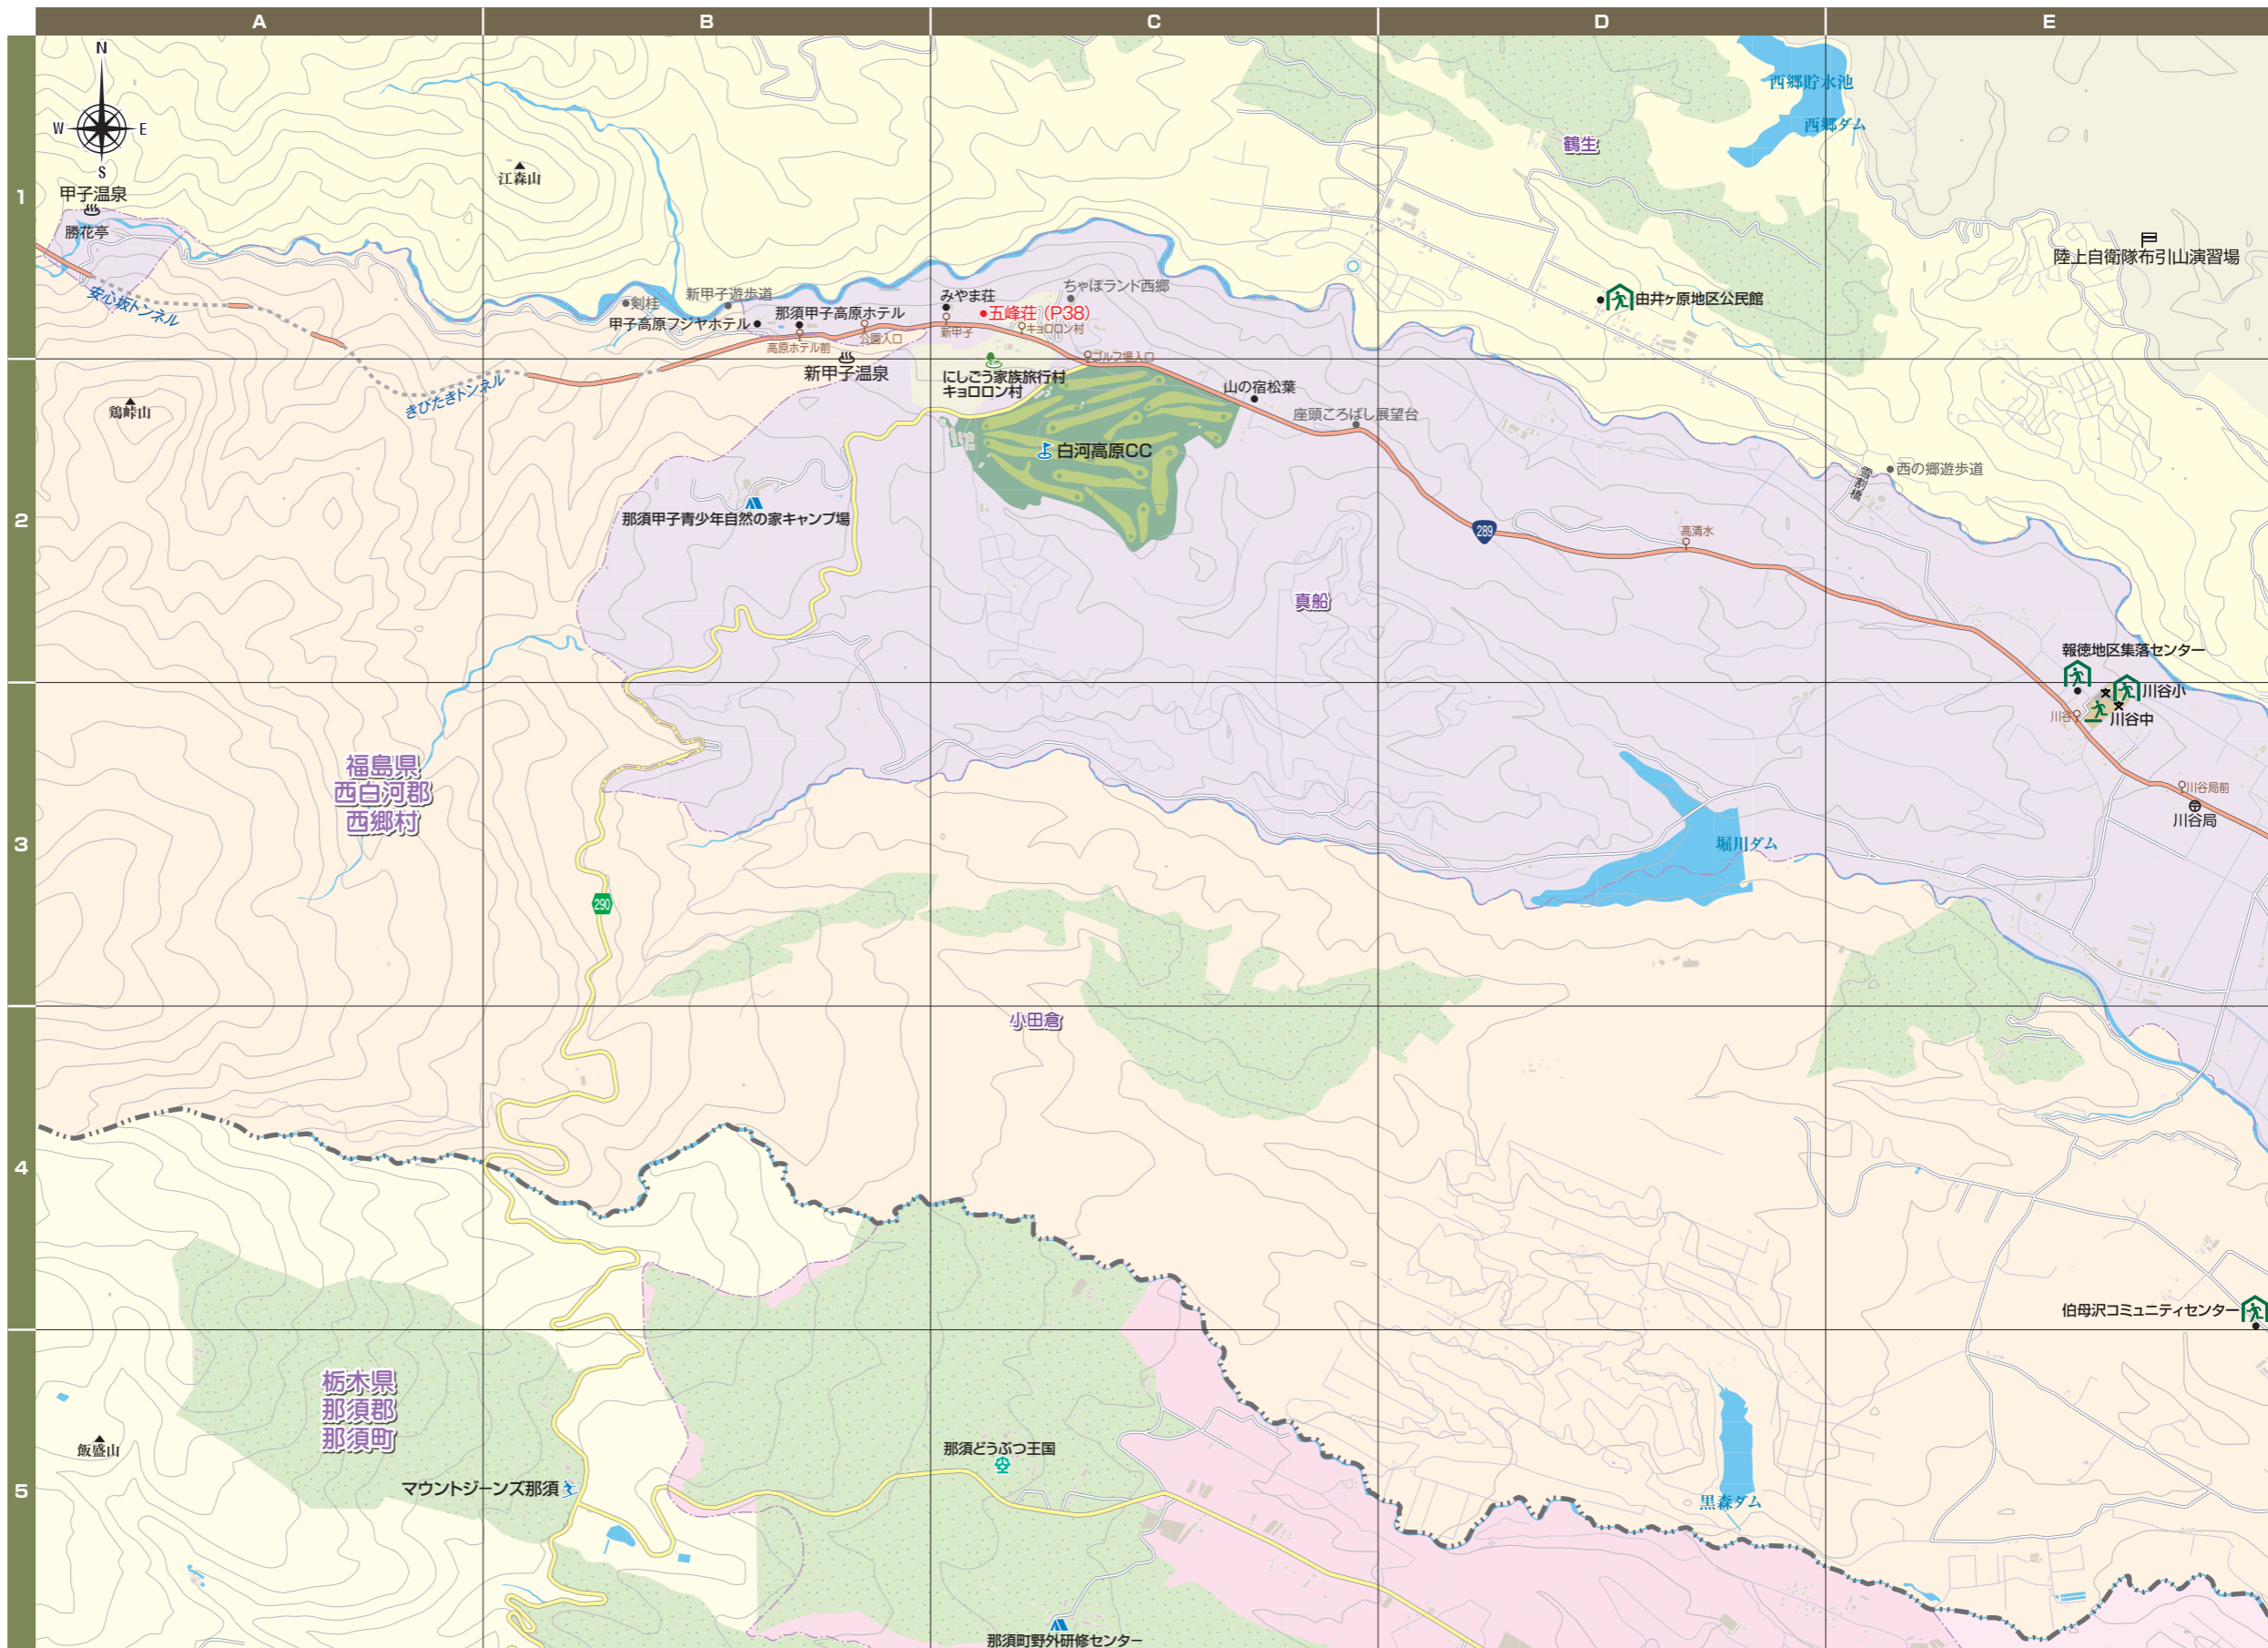 A
B
C
D
E
N
W
E
S
1
2
3
4
5
西郷貯水池
西郷ダム
鶴生
江森山
甲子温泉
勝花亭
陸上自衛隊布引山演習場
安心坂トンネル
剣桂
新甲子遊歩道
甲子高原フジヤホテル
那須甲子高原ホテル
高原ホテル前
公園入口
みやま荘
新甲子
五峰荘（P38）
キョロロン村
ちゃぽランド西郷
ゴルフ場入口
由井ヶ原地区公民館
新甲子温泉
にしごう家族旅行村
キョロロン村
山の宿松葉
座頭ころばし展望台
きびたきトンネル
鶏峠山
白河高原CC
西の郷遊歩道
雪割橋
那須甲子青少年自然の家キャンプ場
289
高清水
真船
報徳地区集落センター
川谷小
川谷
川谷中
福島県
西白河郡
西郷村
川谷局前
川谷局
堀川ダム
290
小田倉
伯母沢コミュニティセンター
栃木県
那須郡
那須町
飯盛山
マウントジーンズ那須
那須どうぶつ王国
黒森ダム
那須町野外研修センター